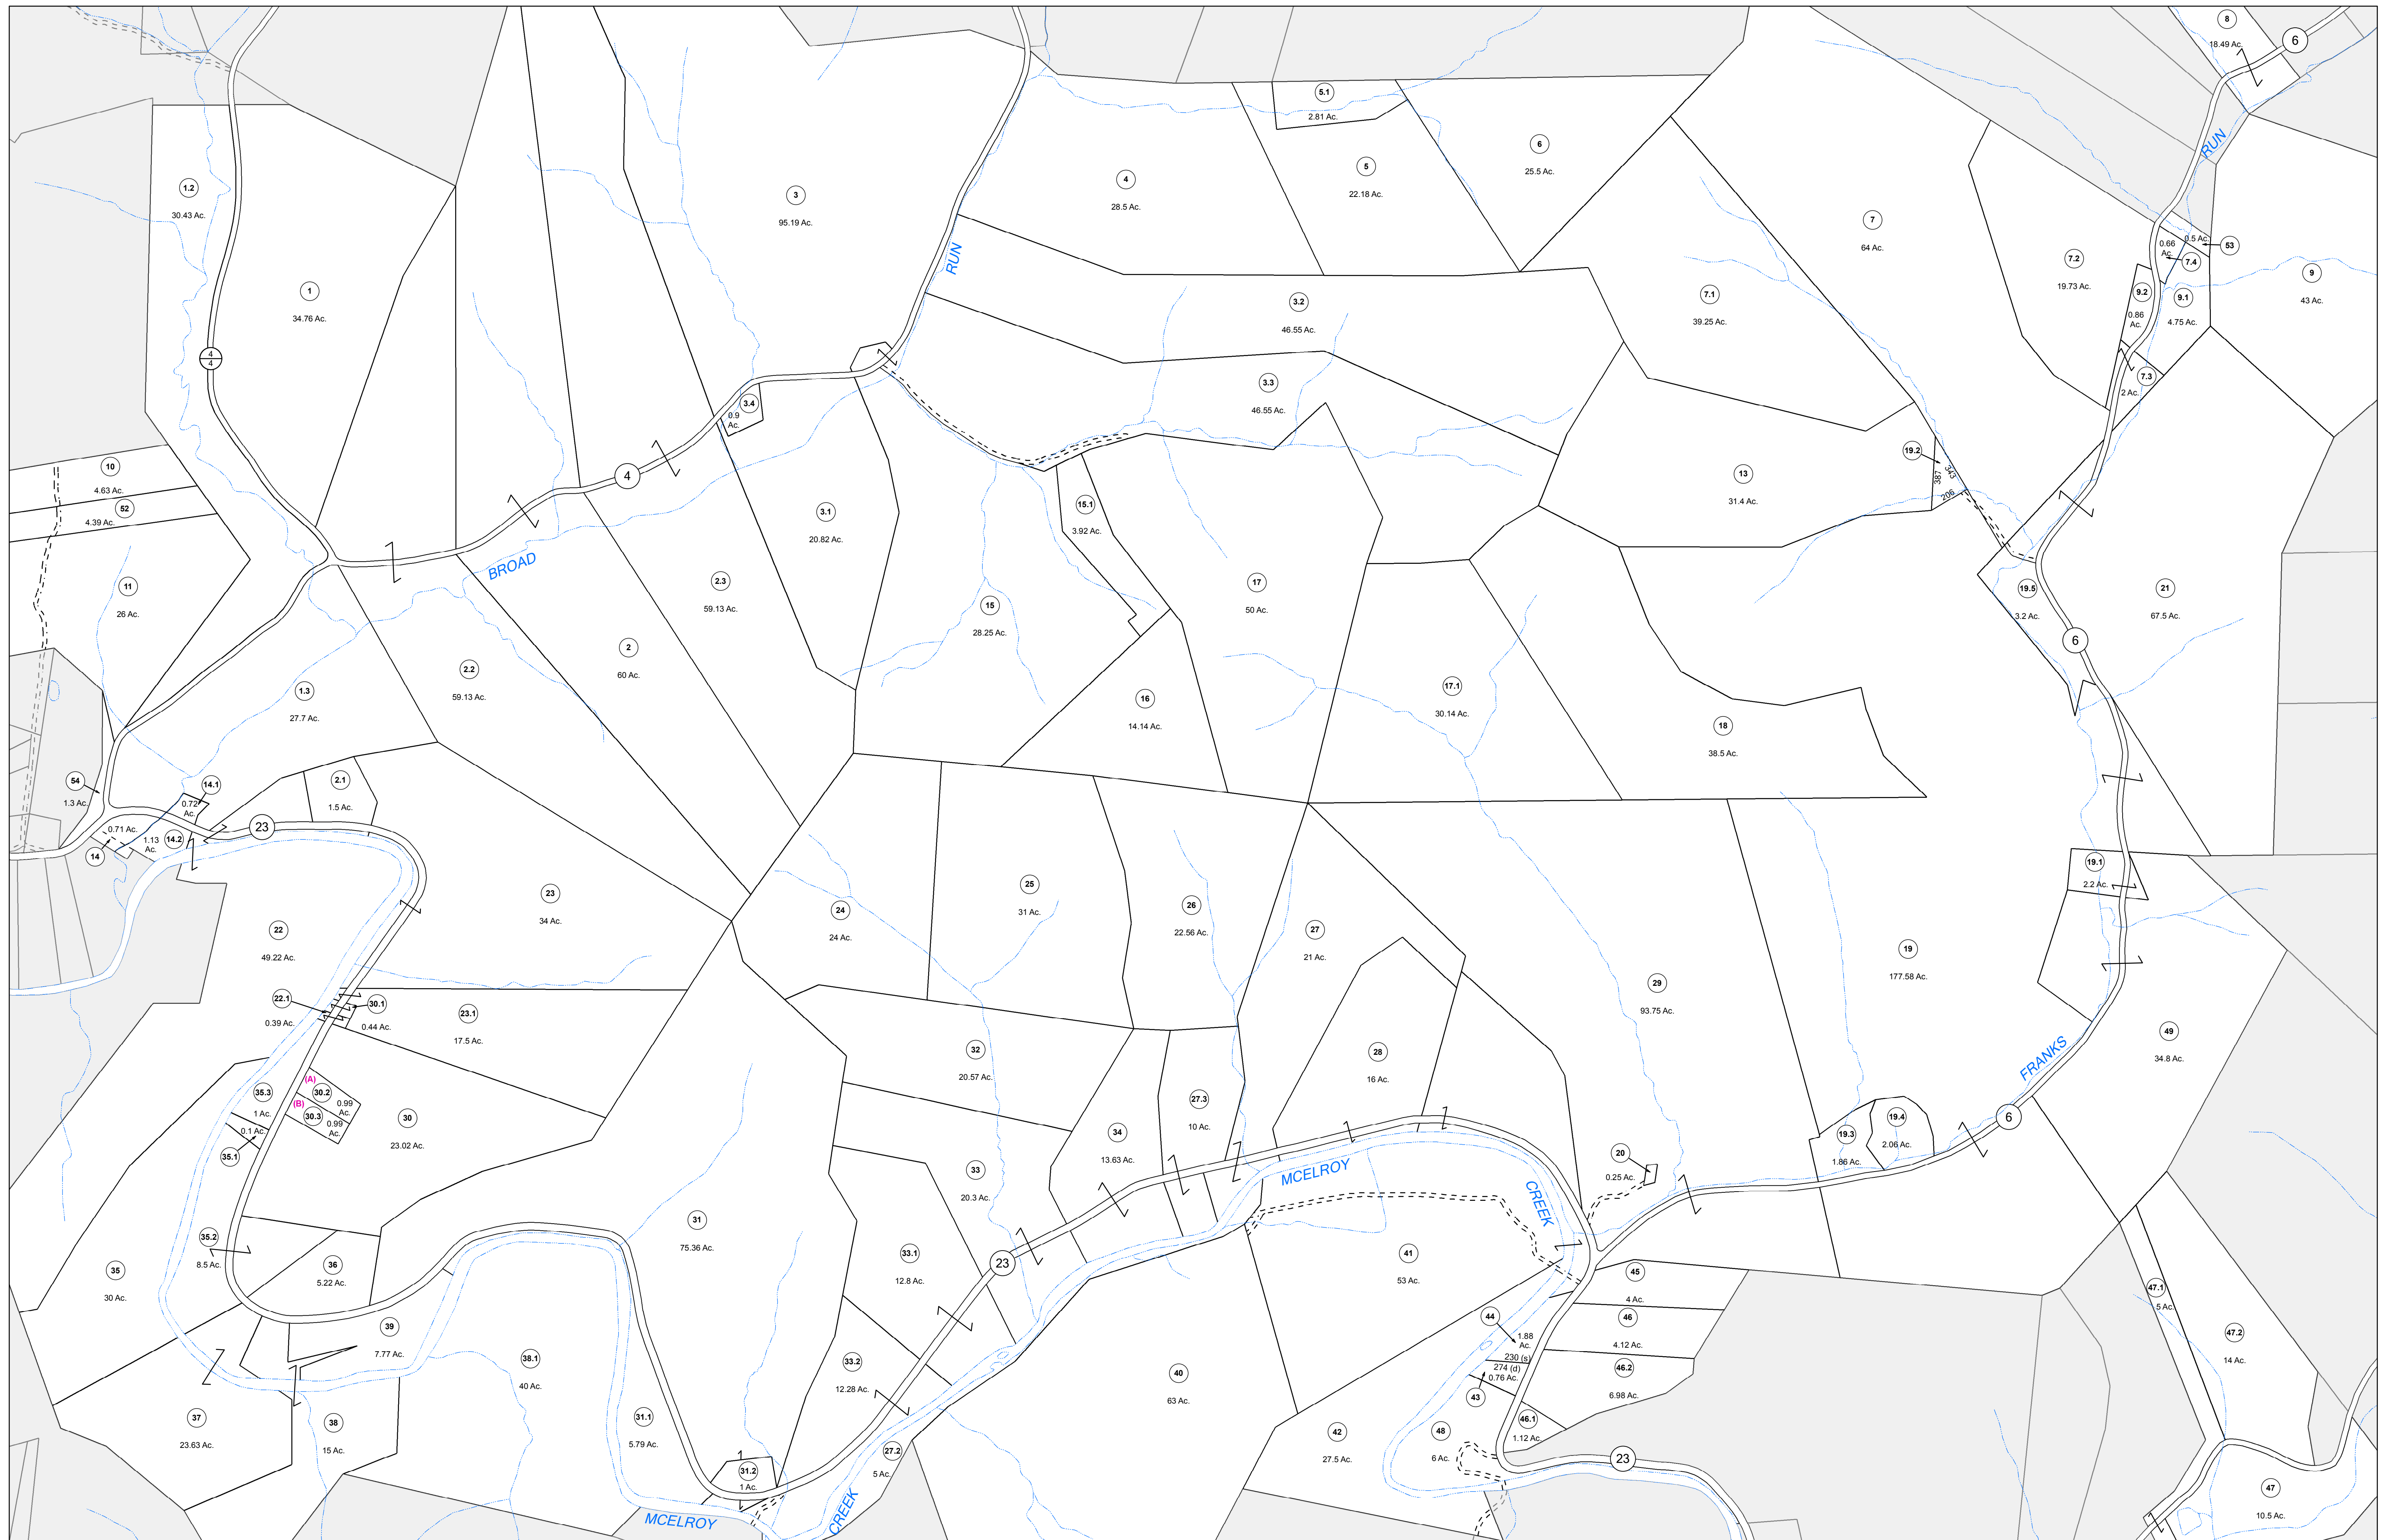 8
18.49 Ac.
6
5.1
2.81 Ac.
6
25.5 Ac.
RUN
5
22.18 Ac.
4
28.5 Ac.
1.2
30.43 Ac.
3
95.19 Ac.
7
64 Ac.
0.5 Ac.
53
0.66
Ac.
7.4
RUN
7.2
19.73 Ac.
9
43 Ac.
1
34.76 Ac.
3.2
46.55 Ac.
7.1
39.25 Ac.
9.2
0.86
Ac.
9.1
4.75 Ac.
4
4
7.3
2 Ac.
3.3
46.55 Ac.
3.4
0.9
Ac.
10
4.63 Ac.
4
19.2
343
387
206
13
31.4 Ac.
52
4.39 Ac.
3.1
20.82 Ac.
15.1
3.92 Ac.
BROAD
11
26 Ac.
2.3
59.13 Ac.
17
50 Ac.
19.5
3.2 Ac.
21
67.5 Ac.
15
28.25 Ac.
6
2
60 Ac.
2.2
59.13 Ac.
1.3
27.7 Ac.
17.1
30.14 Ac.
16
14.14 Ac.
18
38.5 Ac.
54
1.3 Ac.
14.1
0.72
Ac.
2.1
1.5 Ac.
23
0.71 Ac.
14
1.13
Ac.
14.2
19.1
2.2 Ac.
23
34 Ac.
25
31 Ac.
24
24 Ac.
26
22.56 Ac.
22
49.22 Ac.
27
21 Ac.
19
177.58 Ac.
29
93.75 Ac.
22.1
0.39 Ac.
30.1
0.44 Ac.
23.1
17.5 Ac.
49
34.8 Ac.
32
20.57 Ac.
28
16 Ac.
FRANKS
(A)
30.2
0.99
Ac.
(B)
30.3
0.99
Ac.
35.3
1 Ac.
0.1 Ac.
35.1
30
23.02 Ac.
27.3
10 Ac.
6
19.4
2.06 Ac.
19.3
1.86 Ac.
34
13.63 Ac.
20
0.25 Ac.
MCELROY
33
20.3 Ac.
CREEK
31
75.36 Ac.
35.2
8.5 Ac.
33.1
12.8 Ac.
23
41
53 Ac.
36
5.22 Ac.
35
30 Ac.
45
4 Ac.
47.1
5 Ac.
44
1.88
Ac.
46
4.12 Ac.
39
7.77 Ac.
47.2
14 Ac.
230 (s)
274 (d)
0.76 Ac.
43
46.2
6.98 Ac.
38.1
40 Ac.
33.2
12.28 Ac.
40
63 Ac.
37
23.63 Ac.
38
15 Ac.
31.1
5.79 Ac.
46.1
1.12 Ac.
42
27.5 Ac.
48
6 Ac.
27.2
5 Ac.
23
31.2
1 Ac.
47
10.5 Ac.
MCELROY
CREEK